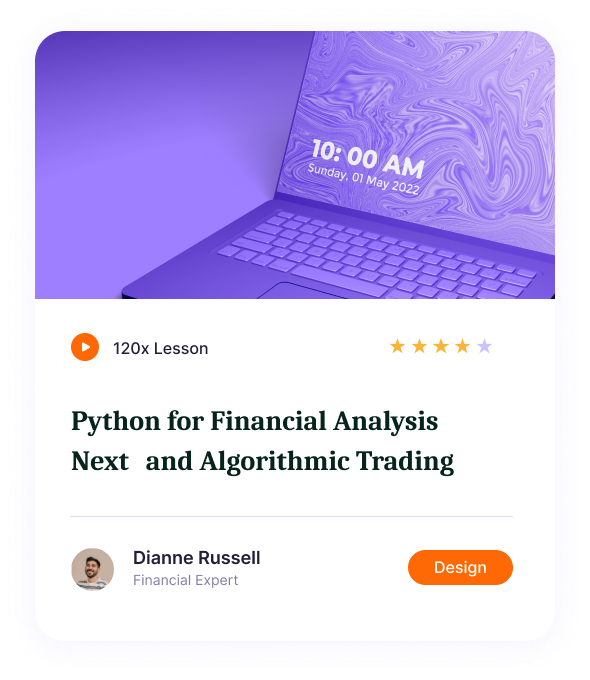 10: 00 AM
Sunday, 01 May 2022
120x Lesson
Python for Financial Analysis
Next and Algorithmic Trading
Dianne Russell
Financial Expert
Design